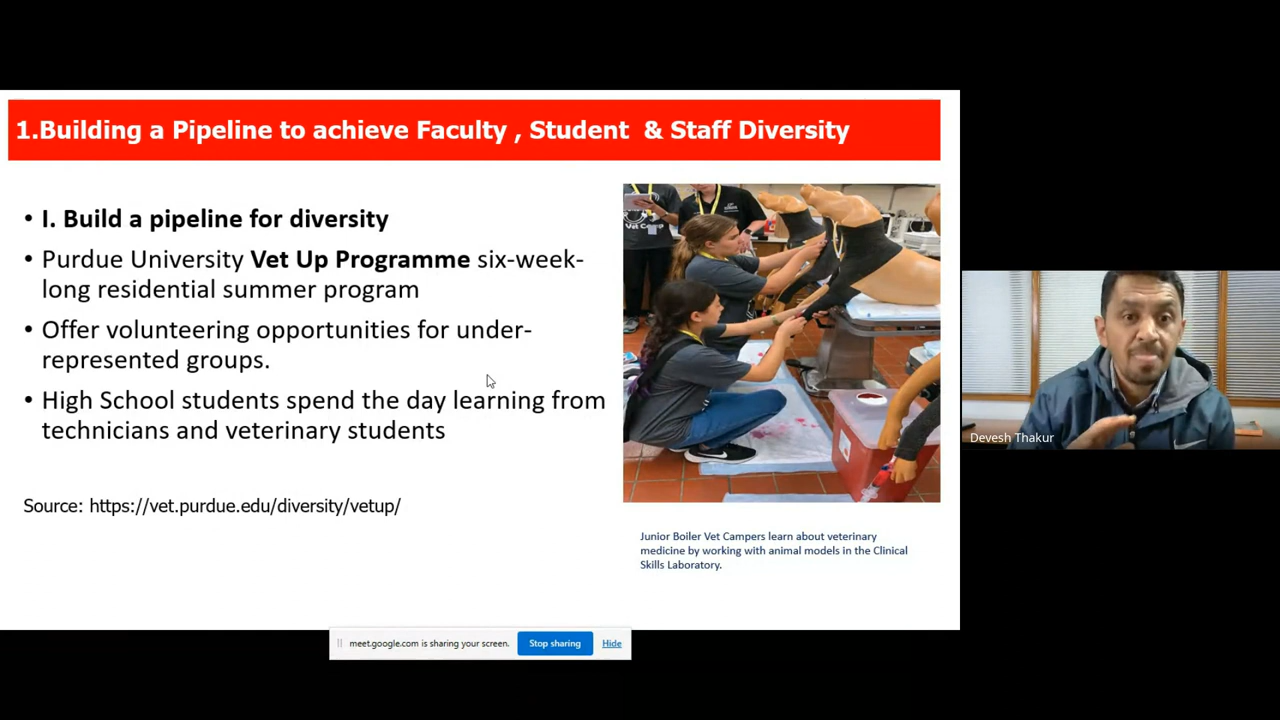 1.Building a Pipeline to achieve Faculty , Student & Staff Diversity
• I. Build a pipeline for diversity
• Purdue University Vet Up Programme six-week-
long residential summer program
• Offer volunteering opportunities for under-
represented groups.
• High School students spend the day learning from
technicians and veterinary students
Source: https://vet.purdue.edu/diversity/vetup/
Vet Camp
Junior Boiler Vet Campers learn about veterinary
medicine by working with animal models in the Clinical
Skills Laboratory.
Devesh Thakur
meet.google.com is sharing your screen.
Stop sharing
Hide